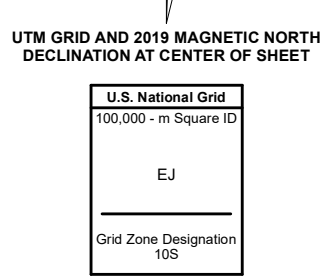 UTM GRID AND 2019 MAGNETIC NORTH
DECLINATION AT CENTER OF SHEET
U.S. National Grid
100,000 - m Square ID
EJ
Grid Zone Designation
10S